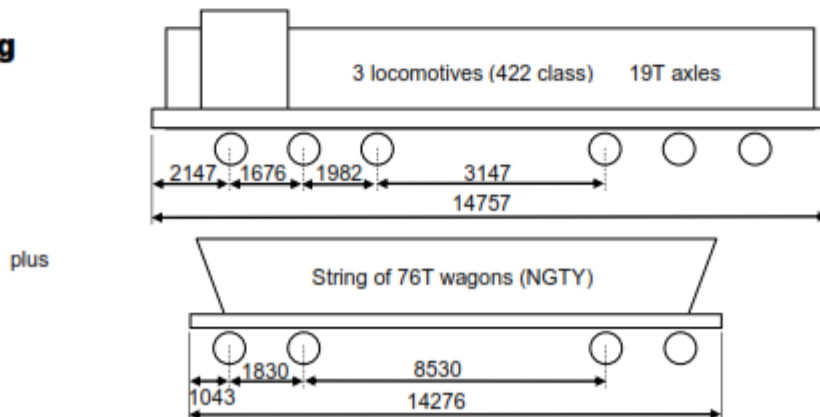 g
3 locomotives (422 class) 19T axles
2147 1676 1982 3147
14757
plus
String of 76T wagons (NGTY)
1830 8530
1043 14276